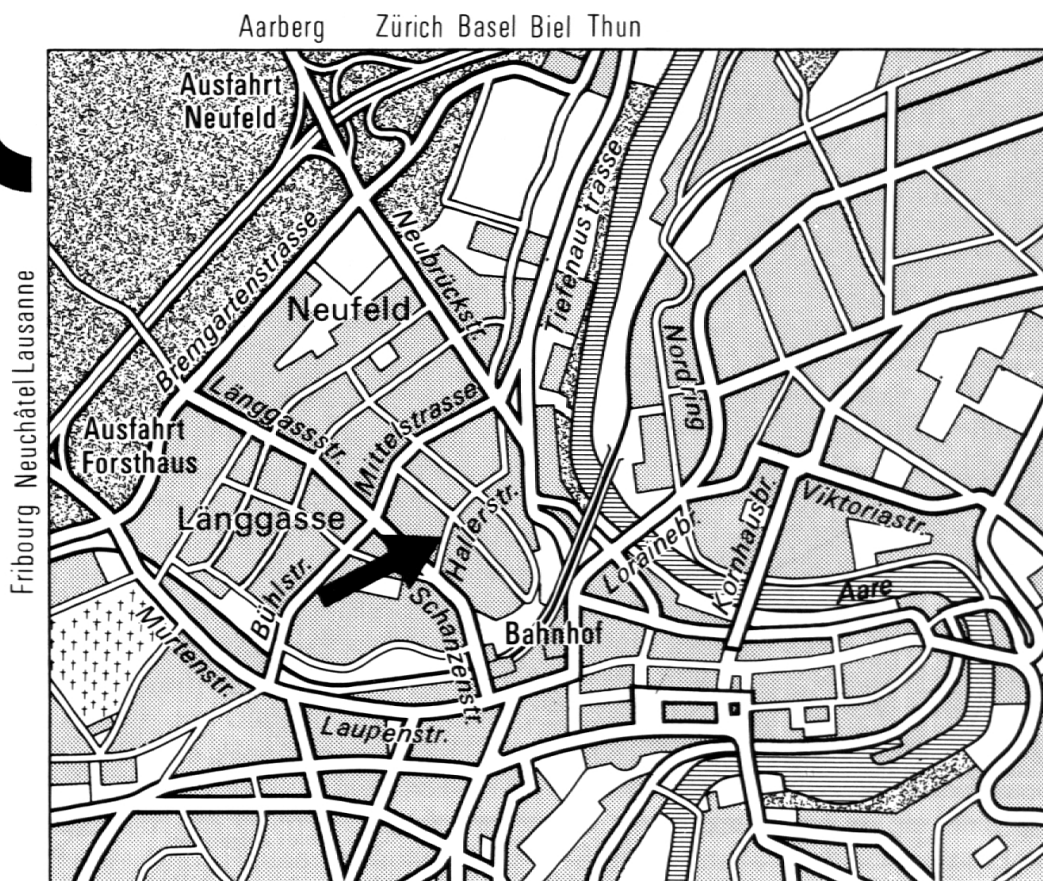 Aarberg Zürich Basel Biel Thun
Fribourg Neuchâtel Lausanne
Ausfahrt
Neufeld
Tiefenaustrasse
Neubrückstr.
Bremgartenstrasse
Neufeld
Nordring
Länggassstr.
Mittelstrasse
Ausfahrt
Forsthaus
Länggasse
Hallerstr.
Viktoriastr.
Kornhausbr.
Lorainebr.
Bühlstr.
Aare
Schanzenstr.
Bahnhof
Murtenstr.
Laupenstr.